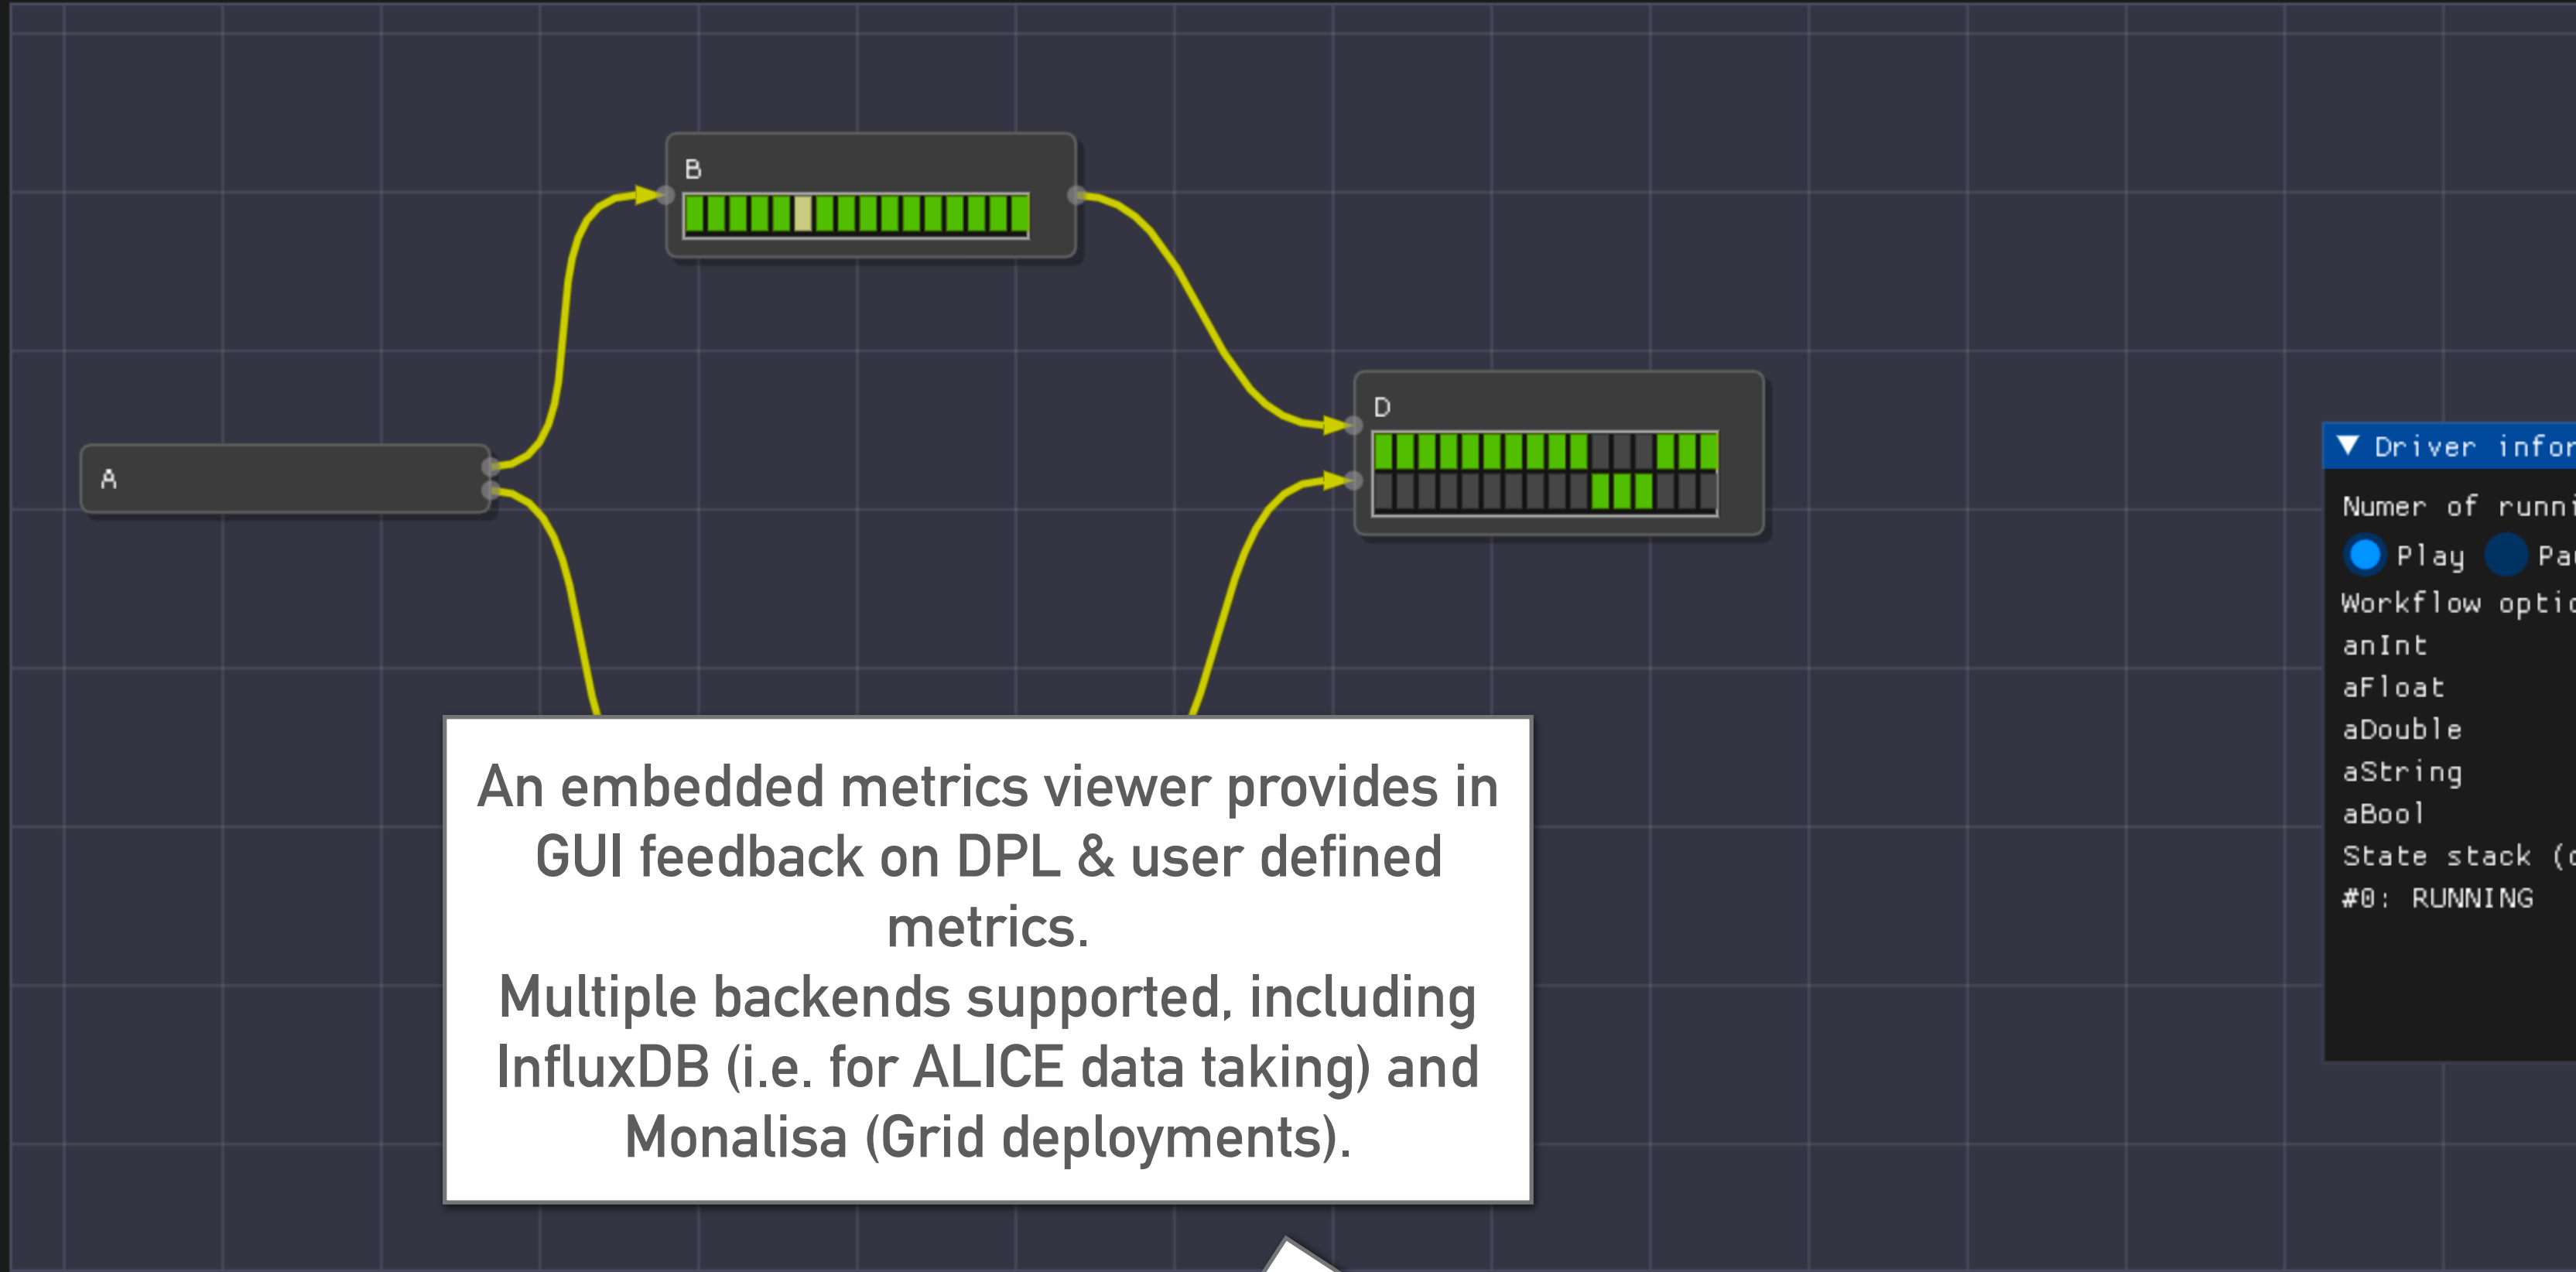 B
D
A
Driver infor
Numer of runni
Play Pau
Workflow optio
anInt
aFloat
aDouble
aString
aBool
State stack (
#0: RUNNING
An embedded metrics viewer provides in
GUI feedback on DPL & user defined
metrics.
Multiple backends supported, including
InfluxDB (i.e. for ALICE data taking) and
Monalisa (Grid deployments).